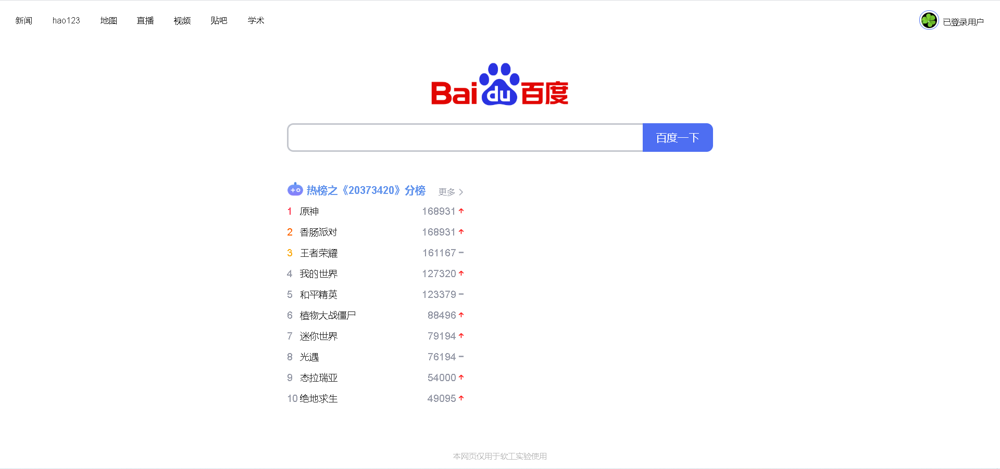 新闻 hao123 地图 直播 视频 贴吧 学术 已登录用户
Bai du 百度
百度一下
热榜之《20373420》分榜 更多
1 原神 168931
2 香肠派对 168931
3 王者荣耀 161167
4 我的世界 127320
5 和平精英 123379
6 植物大战僵尸 88496
7 迷你世界 79194
8 光遇 76194
9 态拉瑞亚 54000
10 绝地求生 49095
本网页仅用于软工实验使用